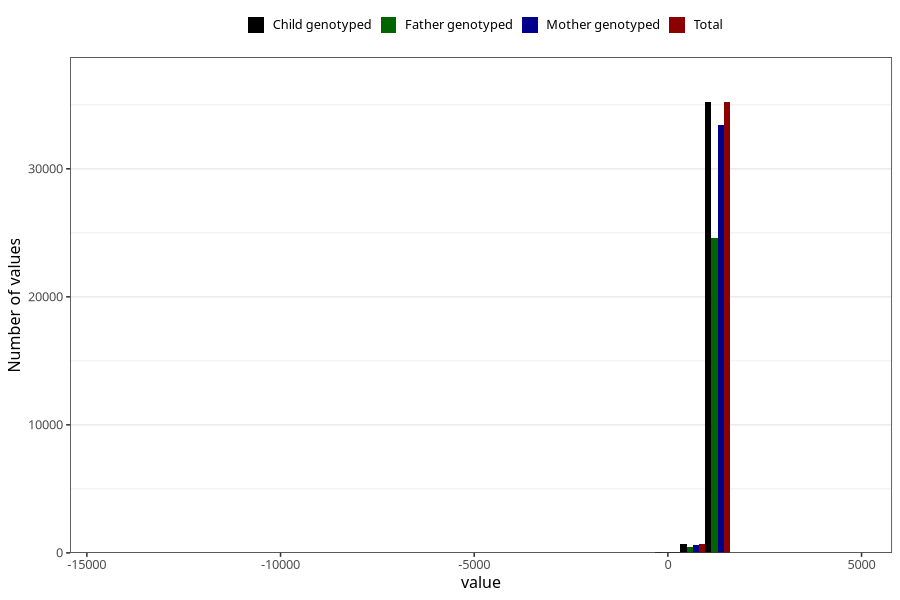 Child genotyped Father genotyped Mother genotyped Total
Number of values
30000
20000
10000
0
-15000 -10000 -5000 0 5000
value